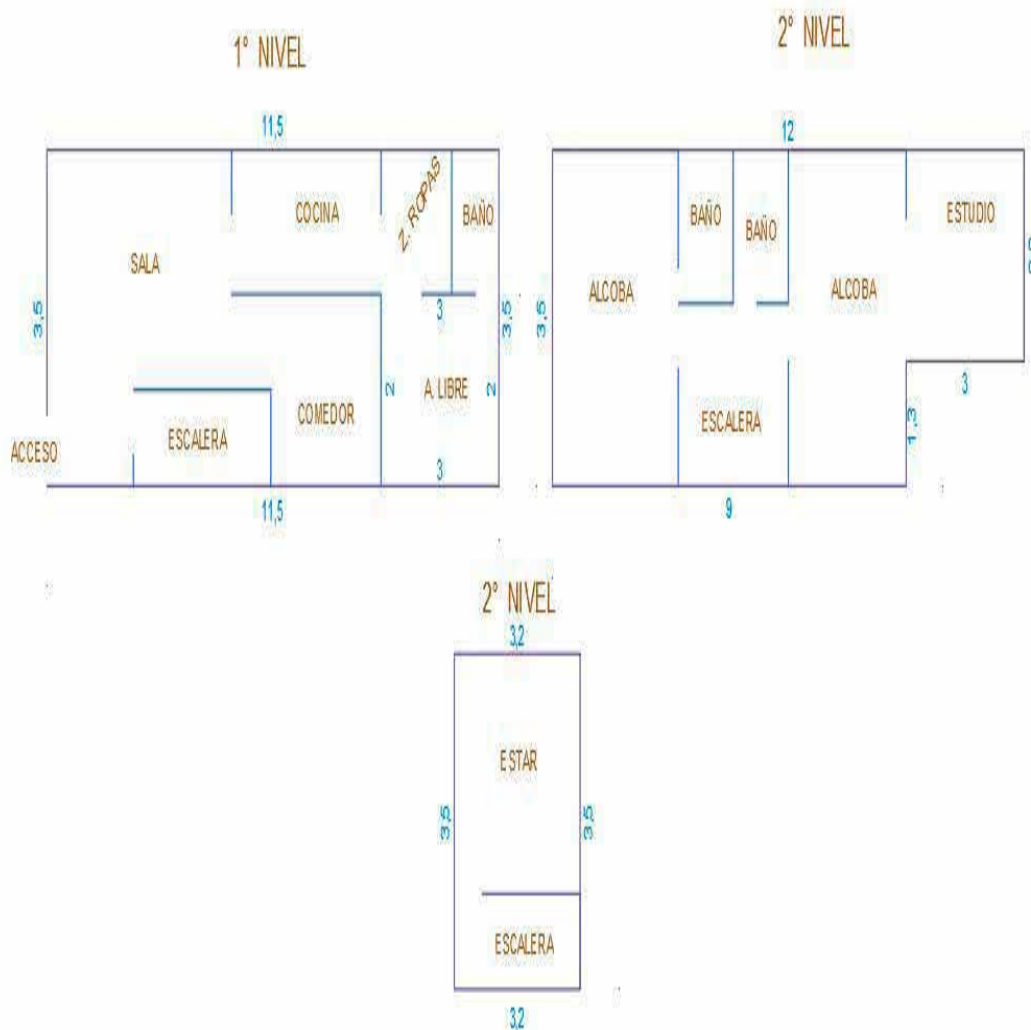 1° NIVEL
11,5
SALA
COCINA
Z. ROPAS
BAÑO
3,5
3
3,5
ACCESO
ESCALERA
COMEDOR
2
A. LIBRE
2
3
11,5
2° NIVEL
12
ALCOBA
BAÑO
BAÑO
ALCOBA
ESTUDIO
3,5
ESCALERA
3
1,3
9
2° NIVEL
3,2
ESTAR
3,5
3,5
ESCALERA
3,2